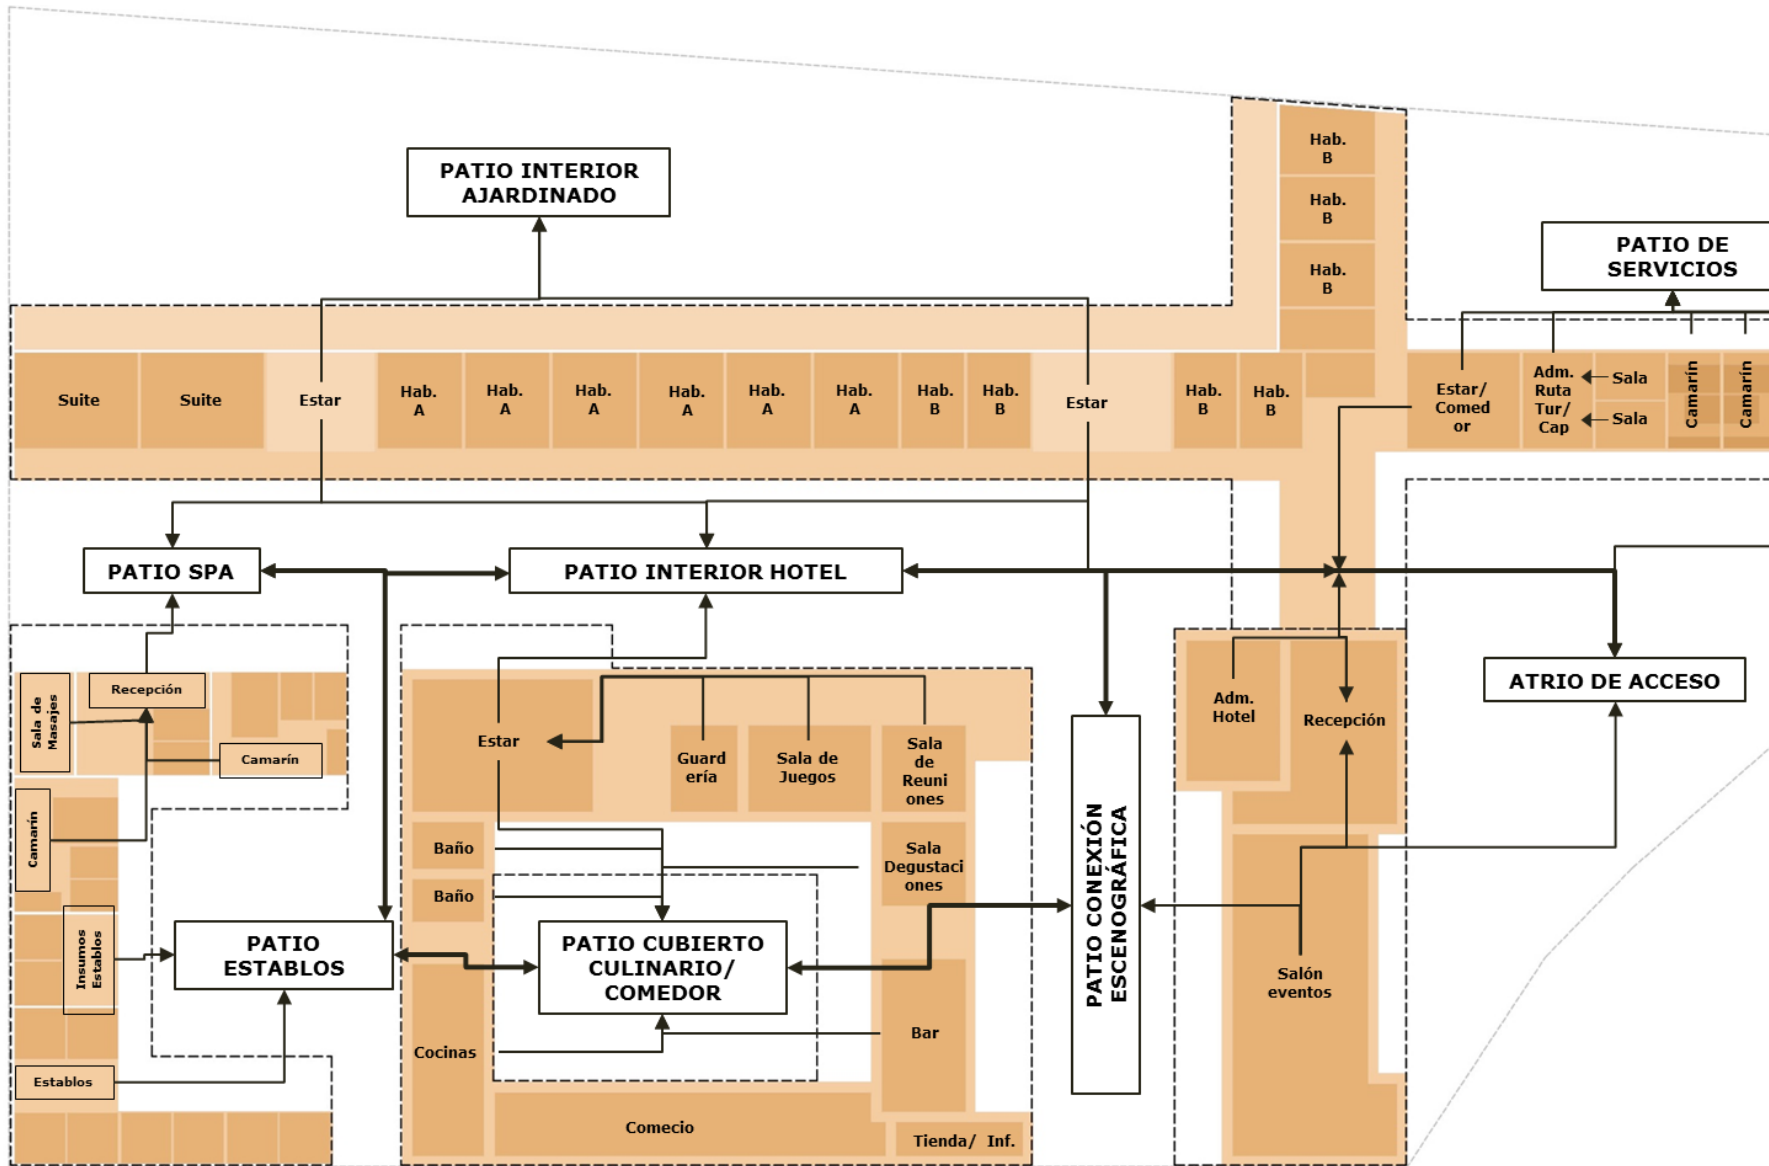 Hab.
B
PATIO INTERIOR
AJARDINADO
Hab.
B
PATIO DE
SERVICIOS
Hab.
B
Suite
Suite
Estar
Hab.
A
Hab.
A
Hab.
A
Hab.
A
Hab.
A
Hab.
A
Hab.
B
Hab.
B
Estar
Hab.
B
Hab.
B
Estar/
Comed
or
Adm.
Ruta
Tur/
Cap
Sala
Sala
Camarín
Camarín
PATIO SPA
PATIO INTERIOR HOTEL
ATRIO DE ACCESO
Sala de
Masajes
Recepción
Camarín
Camarín
Insumos
Establos
Establos
PATIO
ESTABLOS
Estar
Guard
ería
Sala de
Juegos
Sala
de
Reuni
ones
Baño
Baño
Sala
Degustaci
ones
PATIO CUBIERTO
CULINARIO/
COMEDOR
Cocinas
Bar
Comecio
Tienda/ Inf.
PATIO CONEXIÓN
ESCENOGRÁFICA
Adm.
Hotel
Recepción
Salón
eventos